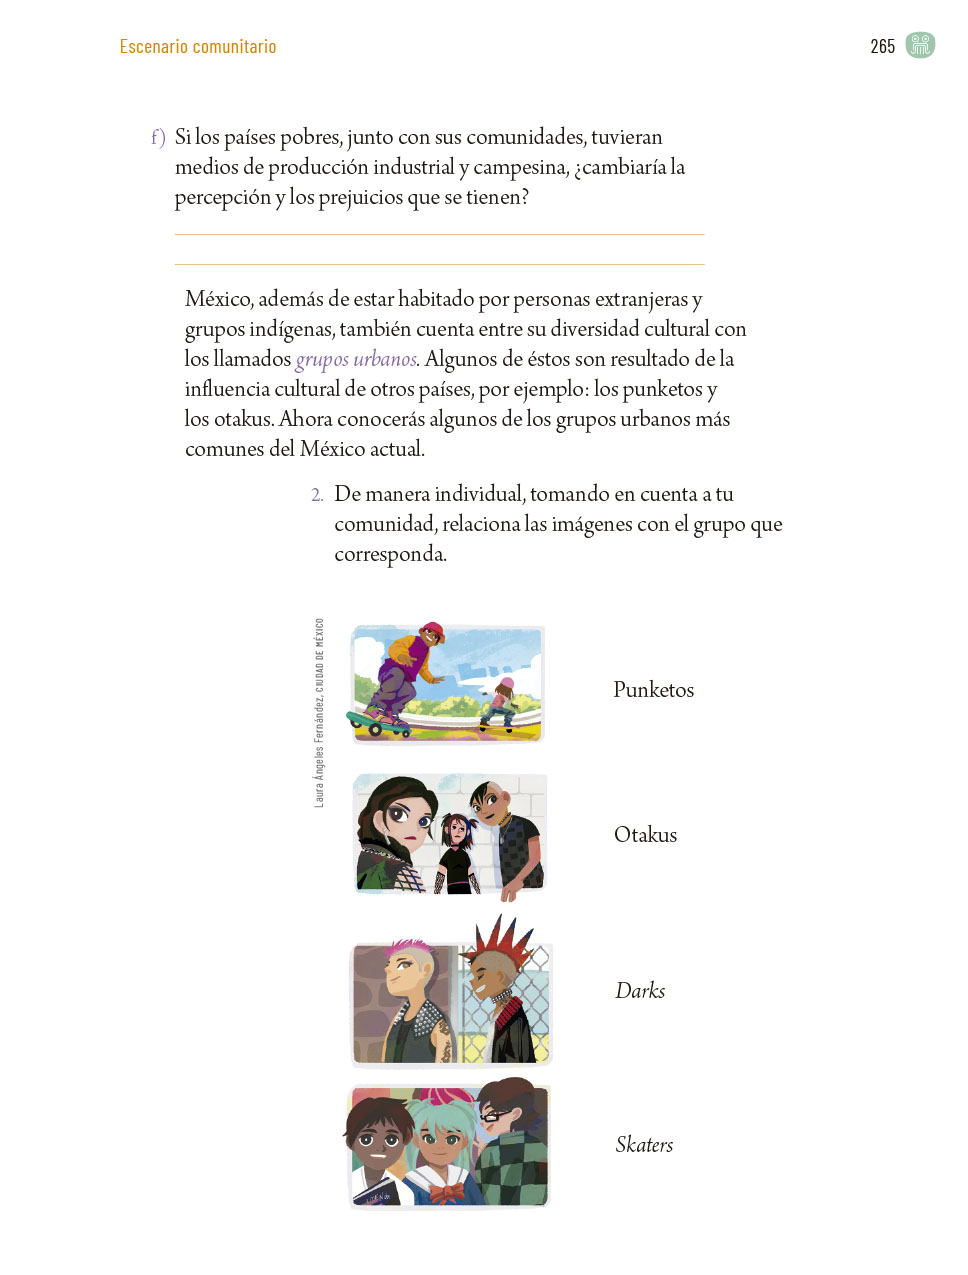 Escenario comunitario
265
f) Si los países pobres, junto con sus comunidades, tuvieran
medios de producción industrial y campesina, ¿cambiaría la
percepción y los prejuicios que se tienen?
México, además de estar habitado por personas extranjeras y
grupos indígenas, también cuenta entre su diversidad cultural con
los llamados grupos urbanos. Algunos de éstos son resultado de la
influencia cultural de otros países, por ejemplo: los punketos y
los otakus. Ahora conocerás algunos de los grupos urbanos más
comunes del México actual.
2. De manera individual, tomando en cuenta a tu
comunidad, relaciona las imágenes con el grupo que
corresponda.
Laura Ángeles Fernández, CIUDAD DE MÉXICO
Punketos
Otakus
Darks
Skaters